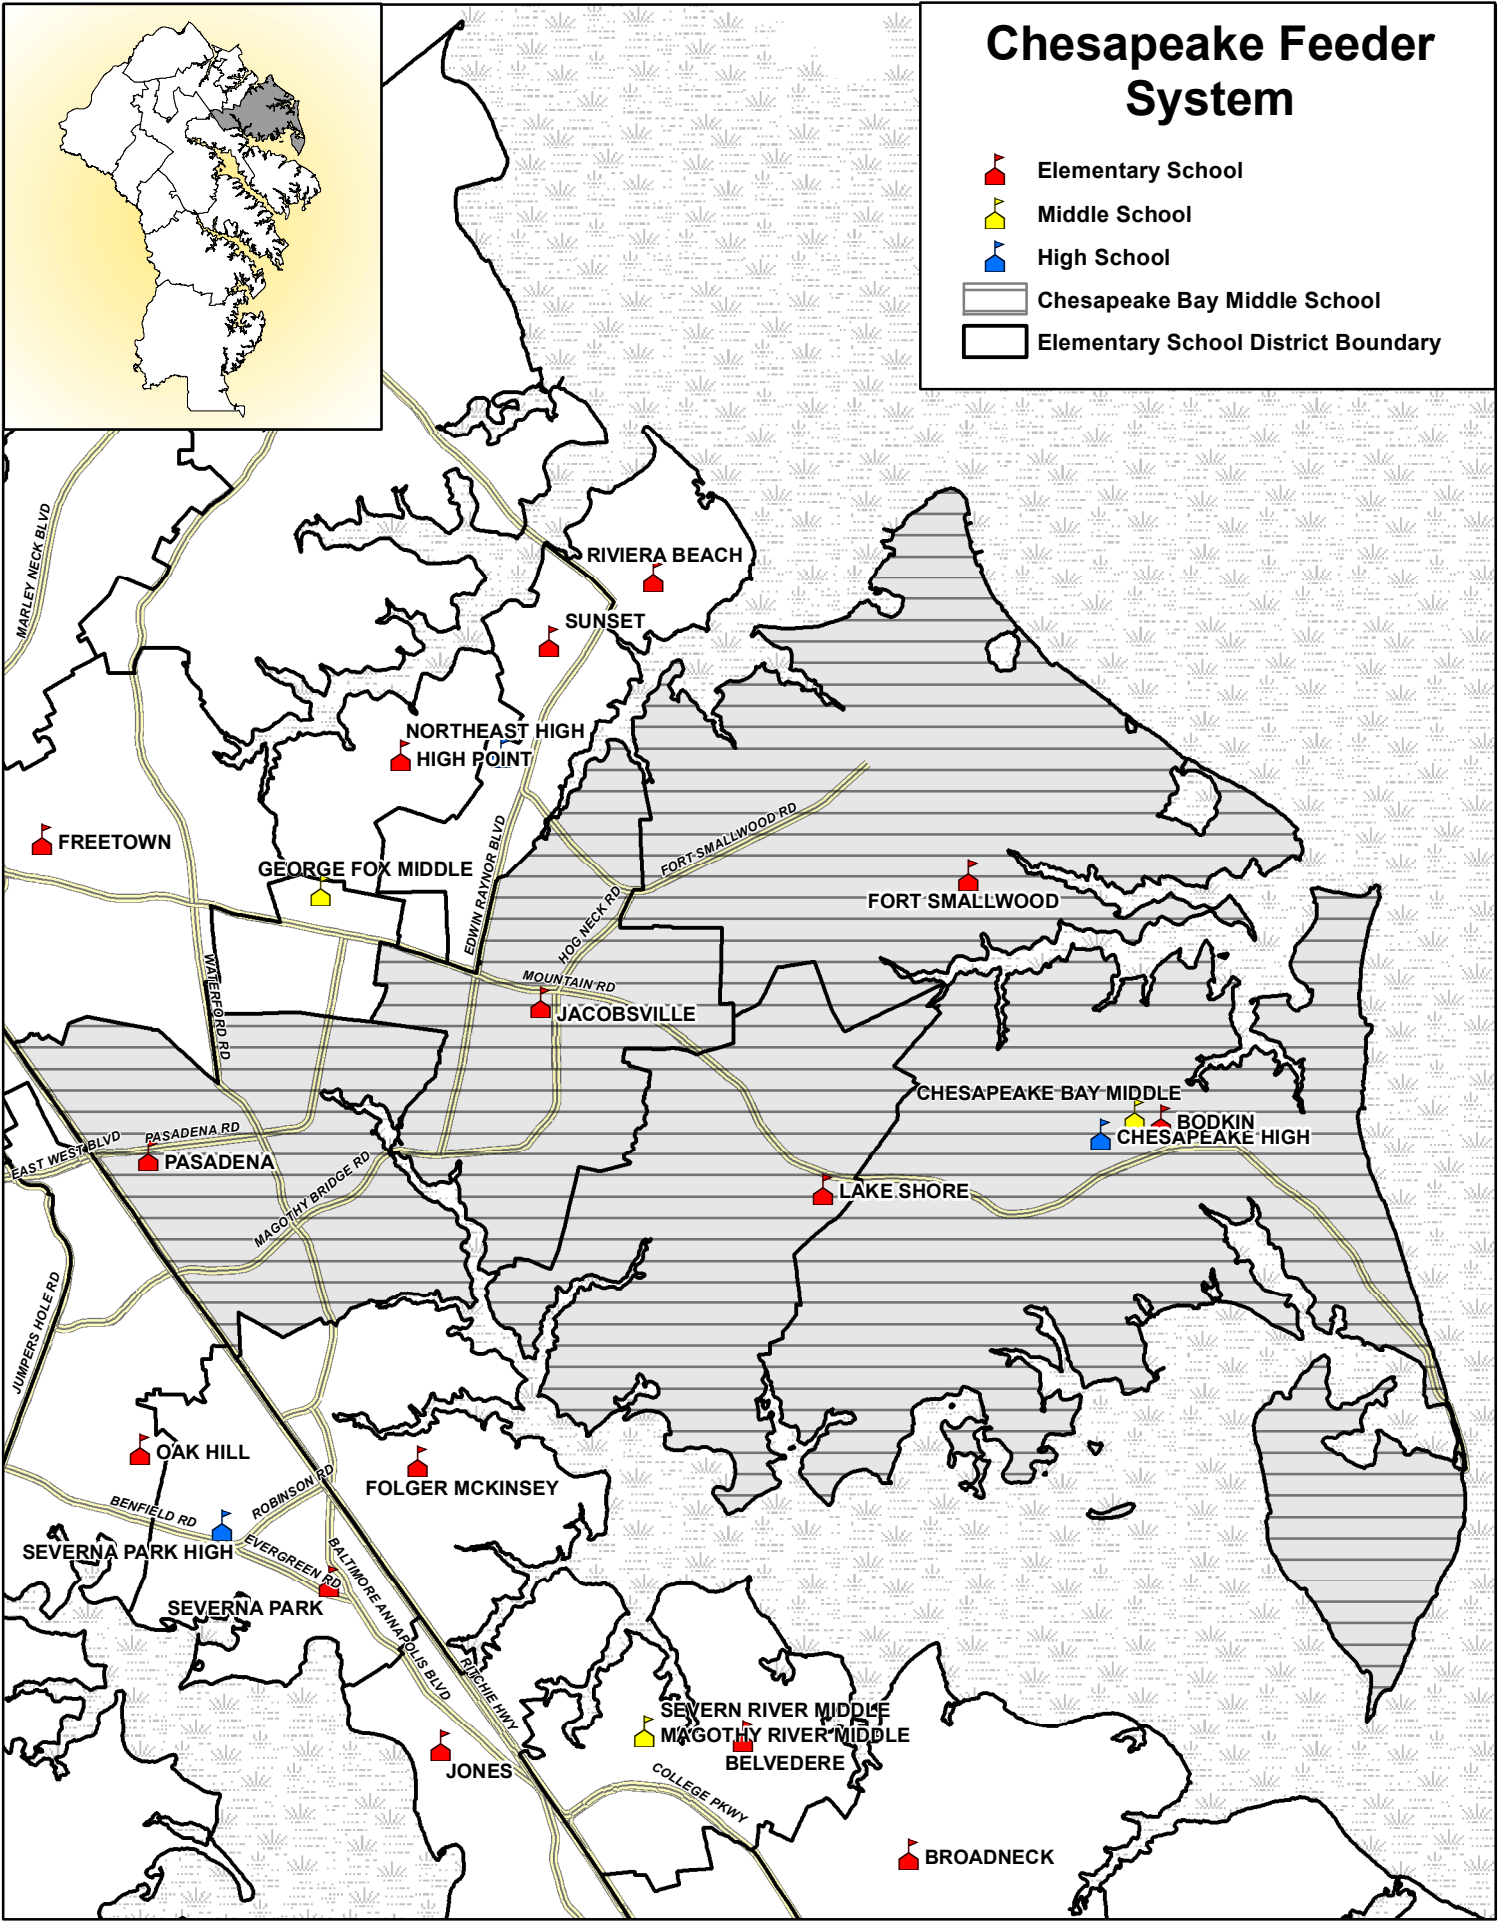 Chesapeake Feeder
System
Elementary School
Middle School
High School
Chesapeake Bay Middle School
Elementary School District Boundary
MARLEY NECK BLVD
RIVIERA BEACH
SUNSET
NORTHEAST HIGH
HIGH POINT
FREETOWN
GEORGE FOX MIDDLE
EDWIN RAYNOR BLVD
FORT SMALLWOOD RD
FORT SMALLWOOD
HOG NECK RD
WATERFORD RD
MOUNTAIN RD
JACOBSVILLE
CHESAPEAKE BAY MIDDLE
BODKIN
CHESAPEAKE HIGH
EAST WEST BLVD
PASADENA RD
PASADENA
MAGOTHY BRIDGE RD
LAKE SHORE
JUMPERS HOLE RD
OAK HILL
FOLGER MCKINSEY
BENFIELD RD
ROBINSON RD
SEVERNA PARK HIGH
EVERGREEN RD
SEVERNA PARK
BALTIMORE ANNAPOLIS BLVD
RITCHIE HWY
SEVERN RIVER MIDDLE
MAGOTHY RIVER MIDDLE
BELVEDERE
JONES
COLLEGE PKWY
BROADNECK